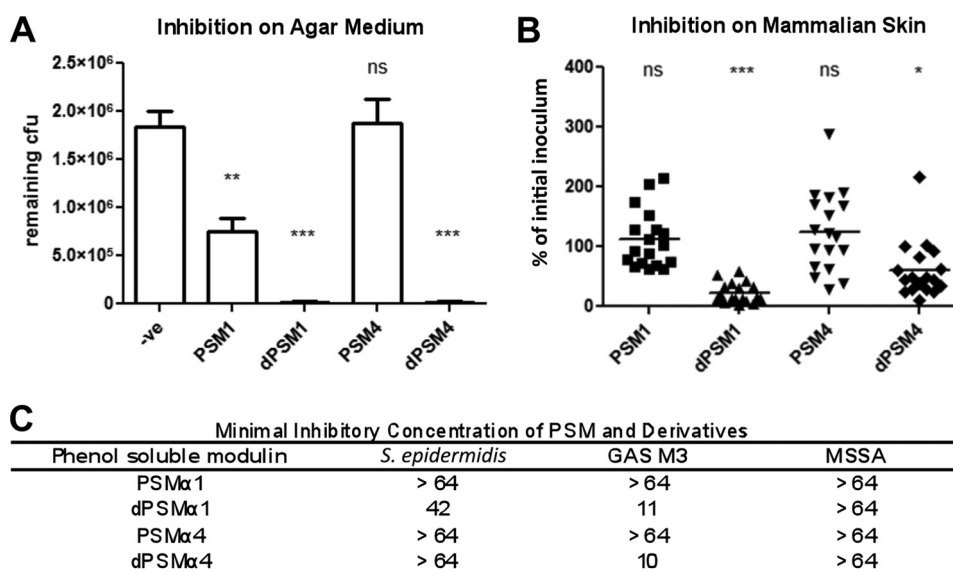 A
Inhibition on Agar Medium
remaining cfu
2.5×10⁶
2.0×10⁶
1.5×10⁶
1.0×10⁶
5.0×10⁵
0
**
***
ns
***
-ve
PSM1
dPSM1
PSM4
dPSM4
B
Inhibition on Mammalian Skin
% of initial inoculum
400
300
200
100
0
ns
***
ns
*
PSM1
dPSM1
PSM4
dPSM4
C
Minimal Inhibitory Concentration of PSM and Derivatives
Phenol soluble modulin S. epidermidis GAS M3 MSSA
PSMα1 > 64 > 64 > 64
dPSMα1 42 11 > 64
PSMα4 > 64 > 64 > 64
dPSMα4 > 64 10 > 64